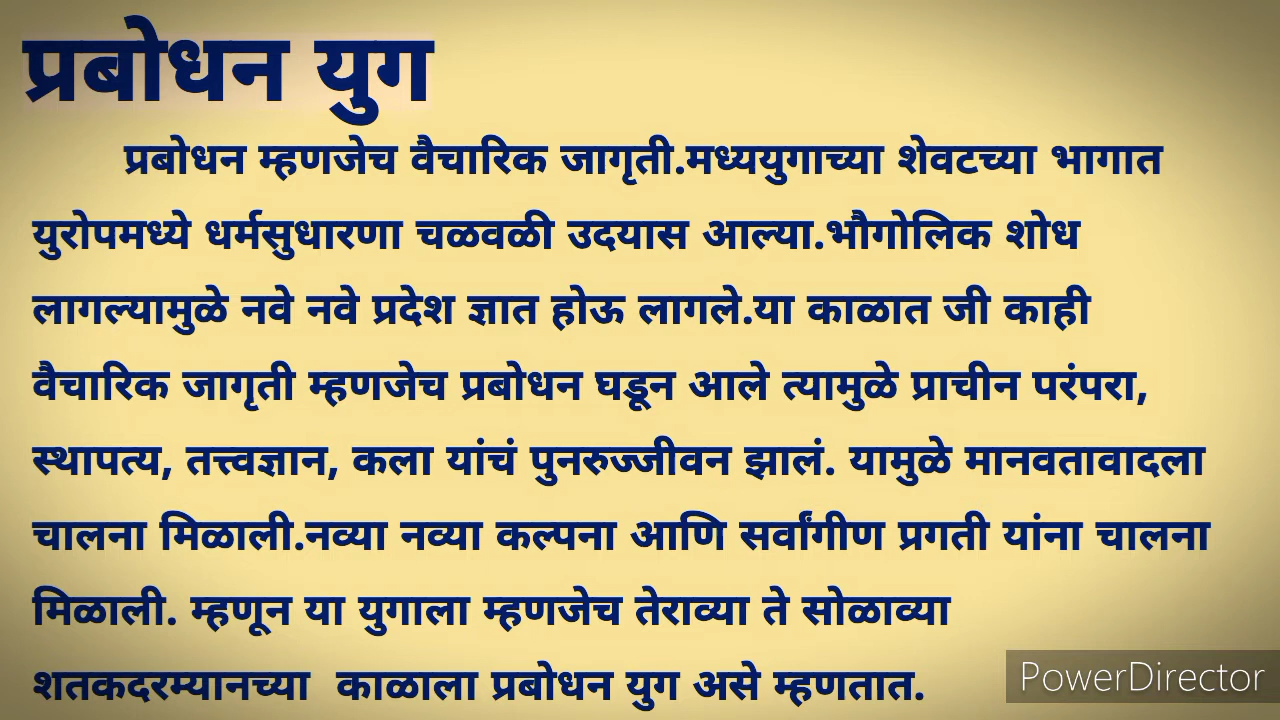 प्रबोधन युग
प्रबोधन म्हणजेच वैचारिक जागृती.मध्ययुगाच्या शेवटच्या भागात
युरोपमध्ये धर्मसुधारणा चळवळी उदयास आल्या.भौगोलिक शोध
लागल्यामुळे नवे नवे प्रदेश ज्ञात होऊ लागले.या काळात जी काही
वैचारिक जागृती म्हणजेच प्रबोधन घडून आले त्यामुळे प्राचीन परंपरा,
स्थापत्य, तत्त्वज्ञान, कला यांचं पुनरुज्जीवन झालं. यामुळे मानवतावादला
चालना मिळाली.नव्या नव्या कल्पना आणि सर्वांगीण प्रगती यांना चालना
मिळाली. म्हणून या युगाला म्हणजेच तेराव्या ते सोळाव्या
शतकदरम्यानच्या काळाला प्रबोधन युग असे म्हणतात.
PowerDirector